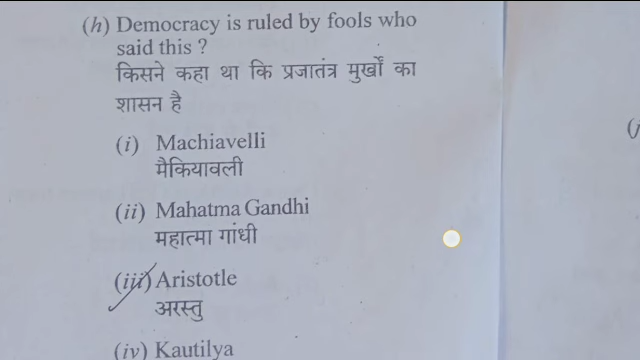 (h) Democracy is ruled by fools who
said this ?
किसने कहा था कि प्रजातंत्र मुर्खों का
शासन है
(i) Machiavelli
मैकियावली
(ii) Mahatma Gandhi
महात्मा गांधी
(iii) Aristotle
अरस्तु
(iv) Kautilya